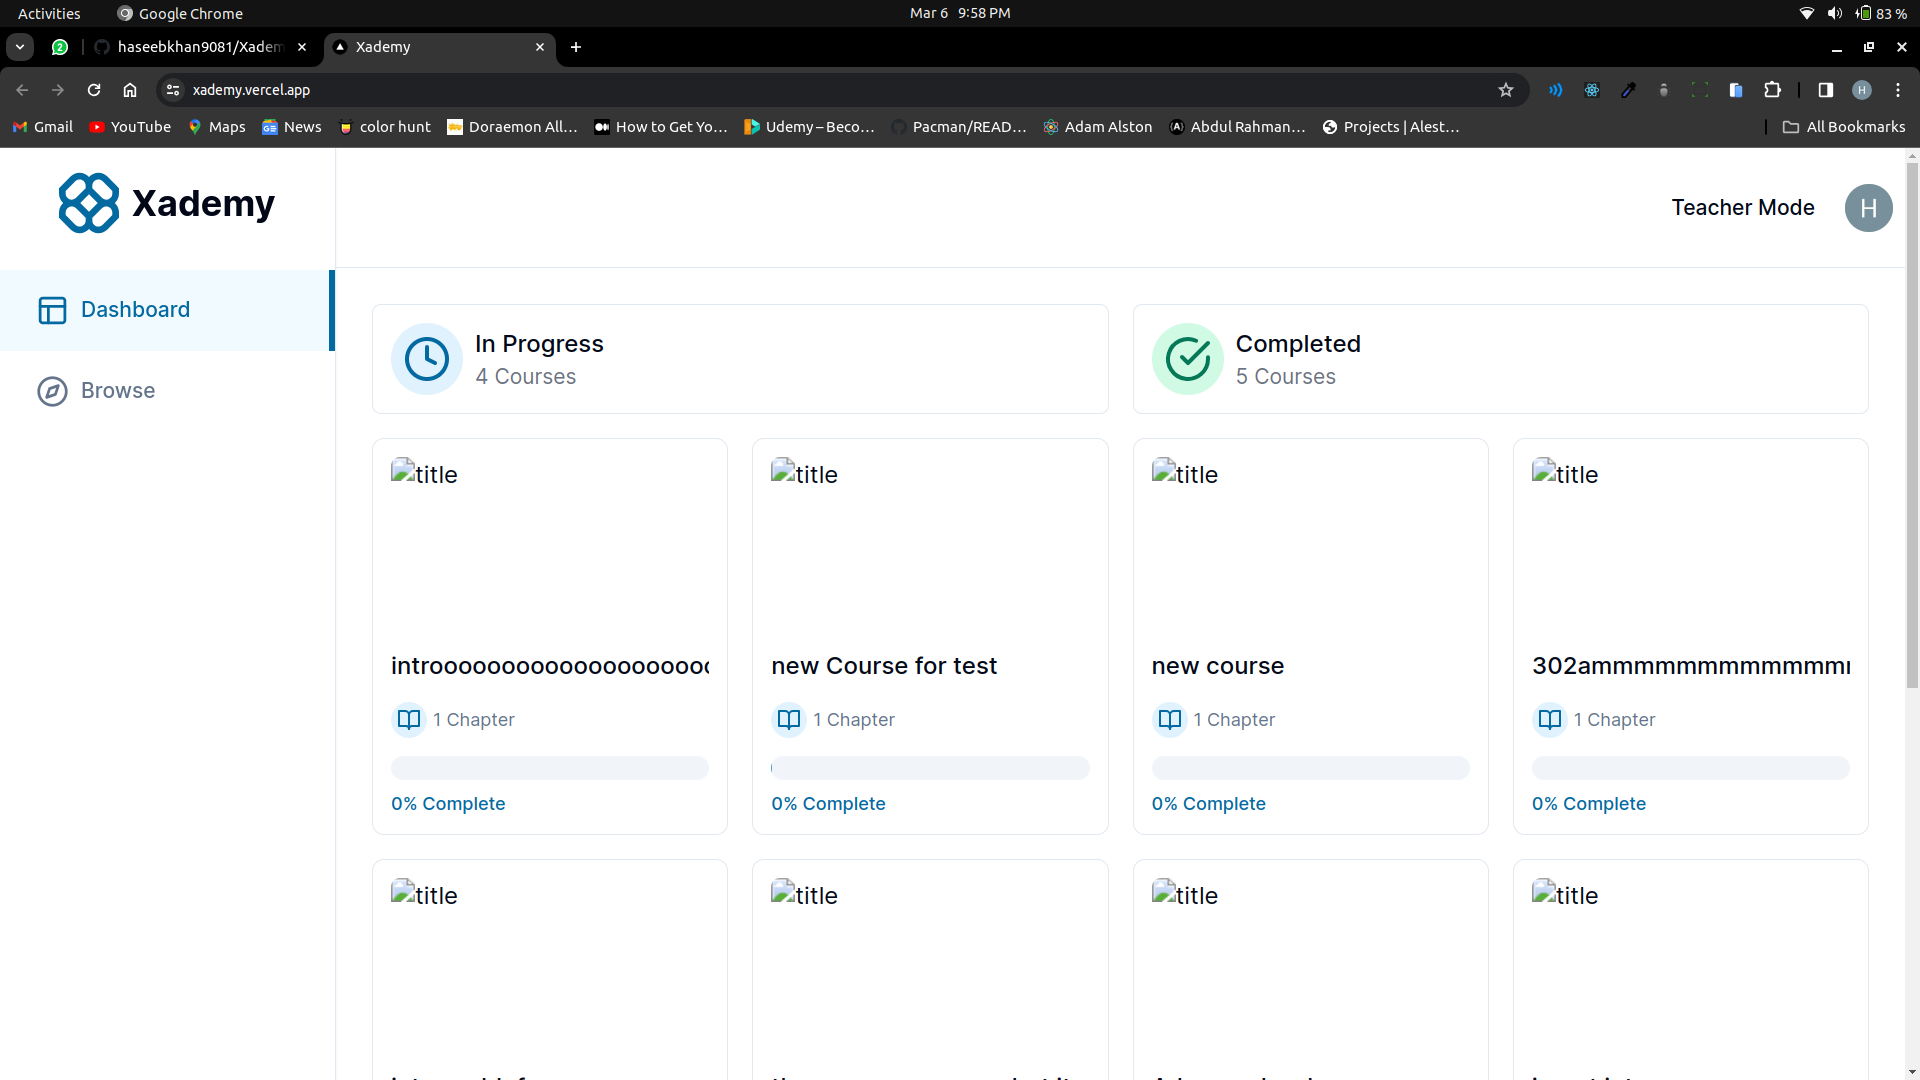 Activities Google Chrome Mar 6 9:58 PM 83 %
2 haseebkhan9081/Xadem Xademy
xademy.vercel.app H
Gmail YouTube Maps News color hunt Doraemon All... How to Get Yo... Udemy – Beco... Pacman/READ... Adam Alston Abdul Rahman... Projects | Alest... All Bookmarks
Xademy
Teacher Mode H
Dashboard
Browse
In Progress
4 Courses
Completed
5 Courses
title title title title
introooooooooooooooooooo new Course for test new course 302ammmmmmmmmmmmm
1 Chapter 1 Chapter 1 Chapter 1 Chapter
0% Complete 0% Complete 0% Complete 0% Complete
title title title title